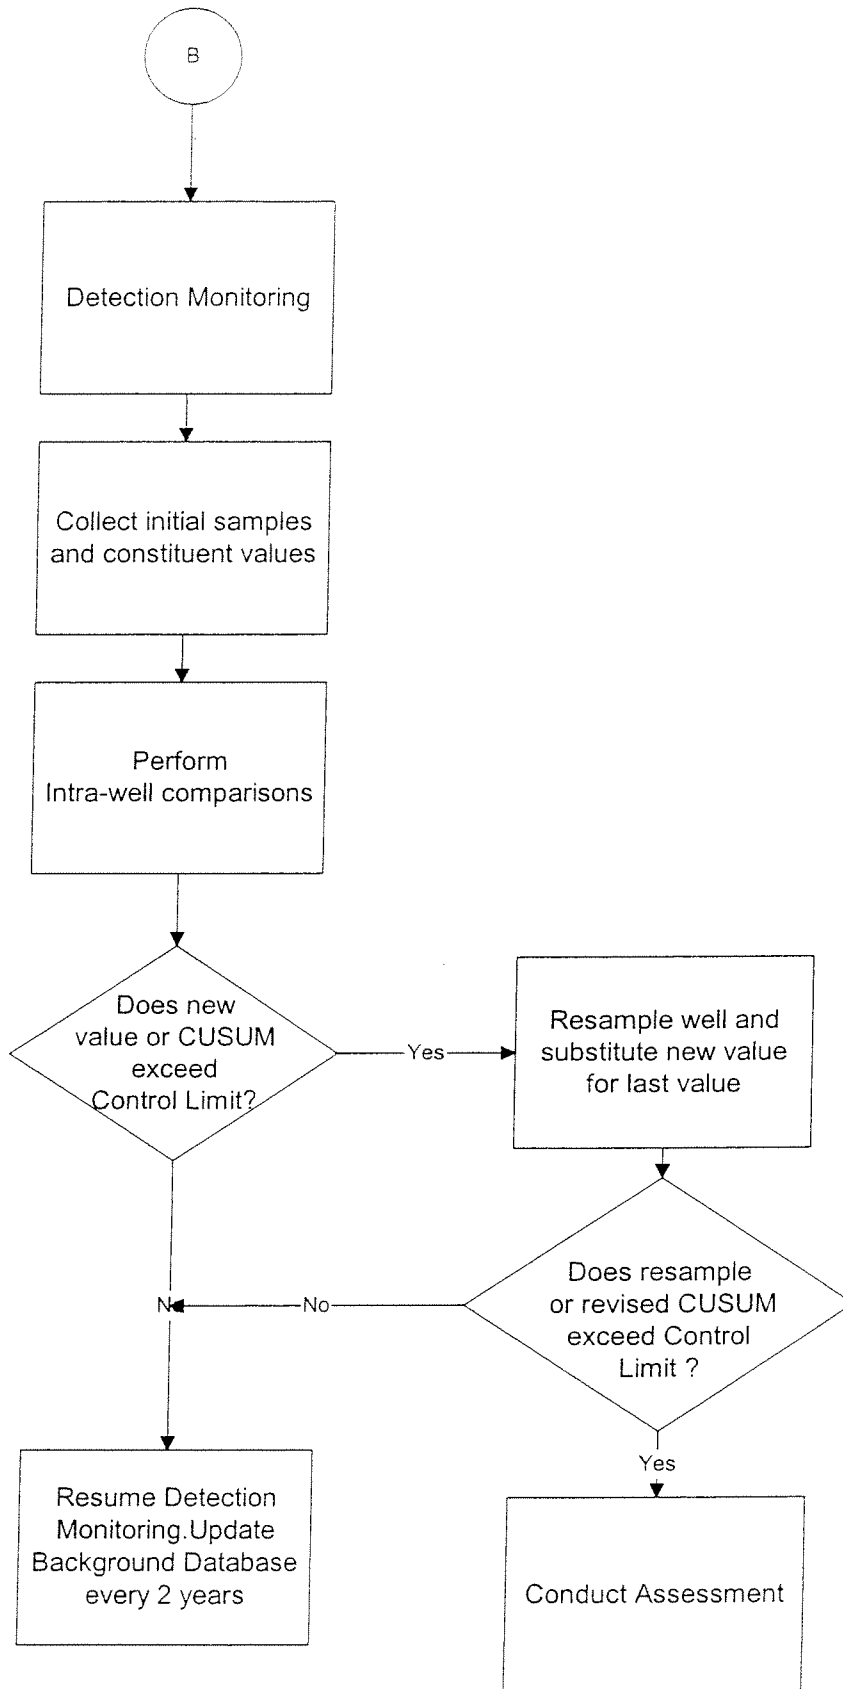 B
Detection Monitoring
Collect initial samples
and constituent values
Perform
Intra-well comparisons
Does new
value or CUSUM
exceed
Control Limit?
Yes
Resample well and
substitute new value
for last value
Does resample
or revised CUSUM
exceed Control
Limit ?
No
N
Yes
Resume Detection
Monitoring.Update
Background Database
every 2 years
Conduct Assessment